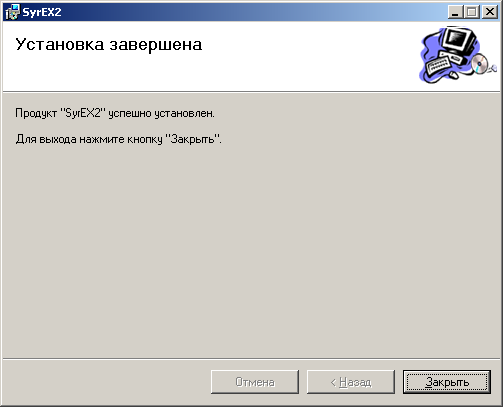 SyrEX2
Установка завершена
Продукт "SyrEX2" успешно установлен.
Для выхода нажмите кнопку "Закрыть".
Отмена
< Назад
Закрыть